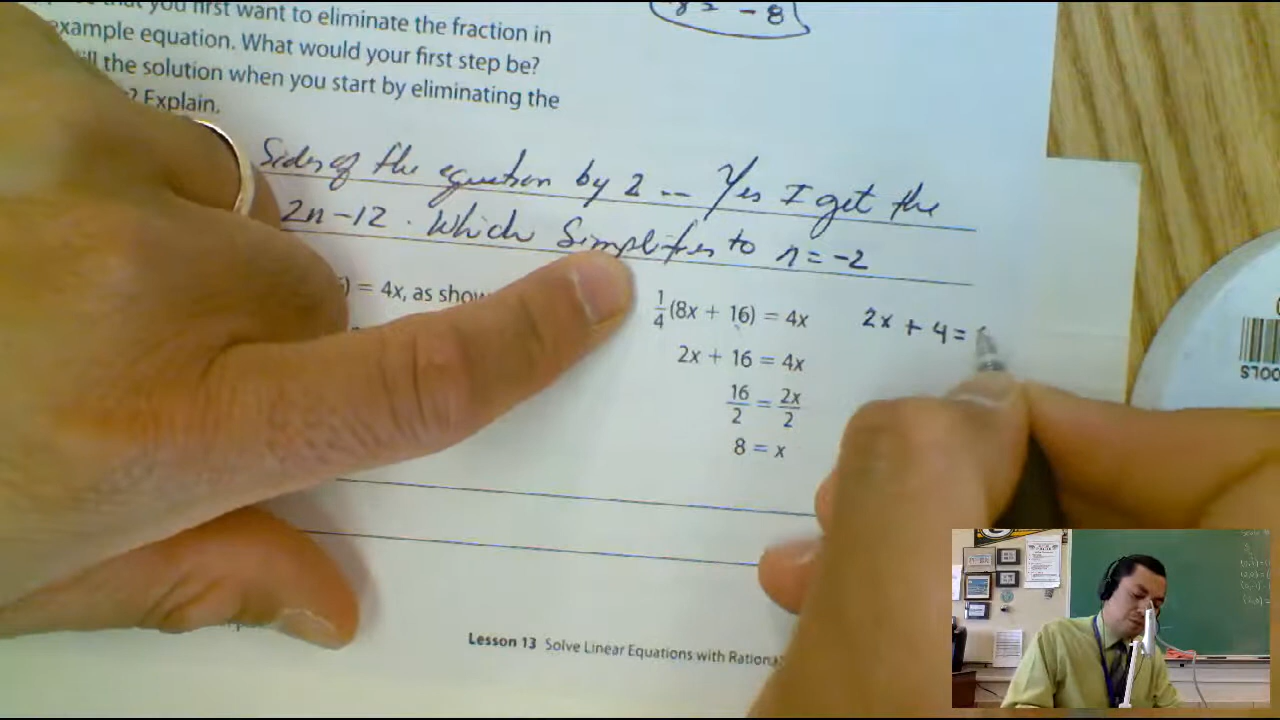 you first want to eliminate the fraction in
example equation. What would your first step be?
the solution when you start by eliminating the
? Explain.
- 8
Sides of the equation by 2 -- Yes I get the
2n - 12 . Which Simplifies to n = -2
) = 4x, as show
1/4(8x + 16) = 4x
2x + 4 =
2x + 16 = 4x
16/2 = 2x/2
8 = x
Lesson 13 Solve Linear Equations with Rational